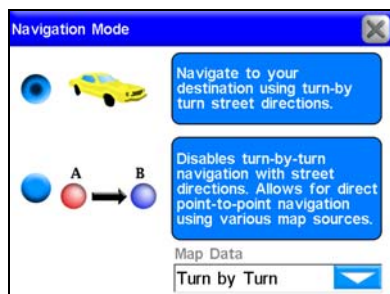 Navigation Mode
Navigate to your
destination using turn-by
turn street directions.
A B
Disables turn-by-turn
navigation with street
directions. Allows for direct
point-to-point navigation
using various map sources.
Map Data
Turn by Turn